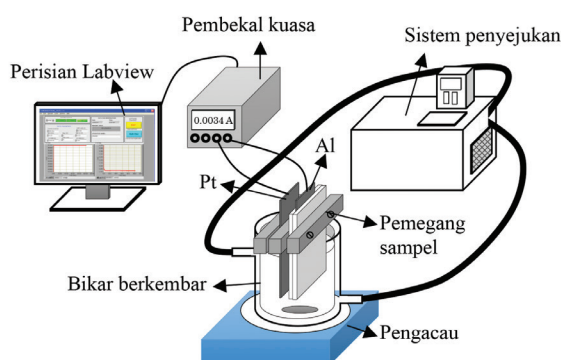 Pembekal kuasa
Sistem penyejukan
Perisian Labview
0.0034 A
Al
Pt
Pemegang
sampel
Bikar berkembar
Pengacau